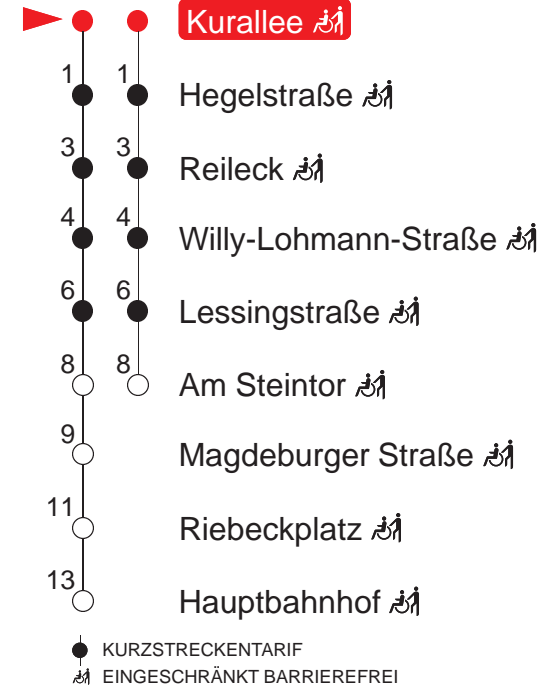 Kurallee
1 1 Hegelstraße
3 3 Reileck
4 4 Willy-Lohmann-Straße
6 6 Lessingstraße
8 8 Am Steintor
9 Magdeburger Straße
11 Riebeckplatz
13 Hauptbahnhof
KURZSTRECKENTARIF
EINGESCHRÄNKT BARRIEREFREI